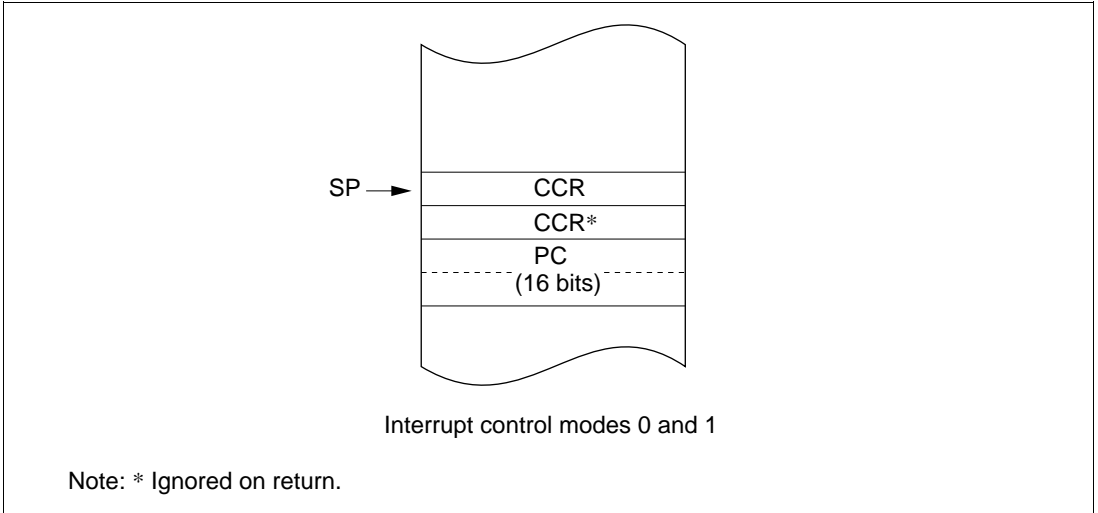 SP
CCR
CCR*
PC
(16 bits)
Interrupt control modes 0 and 1
Note: * Ignored on return.